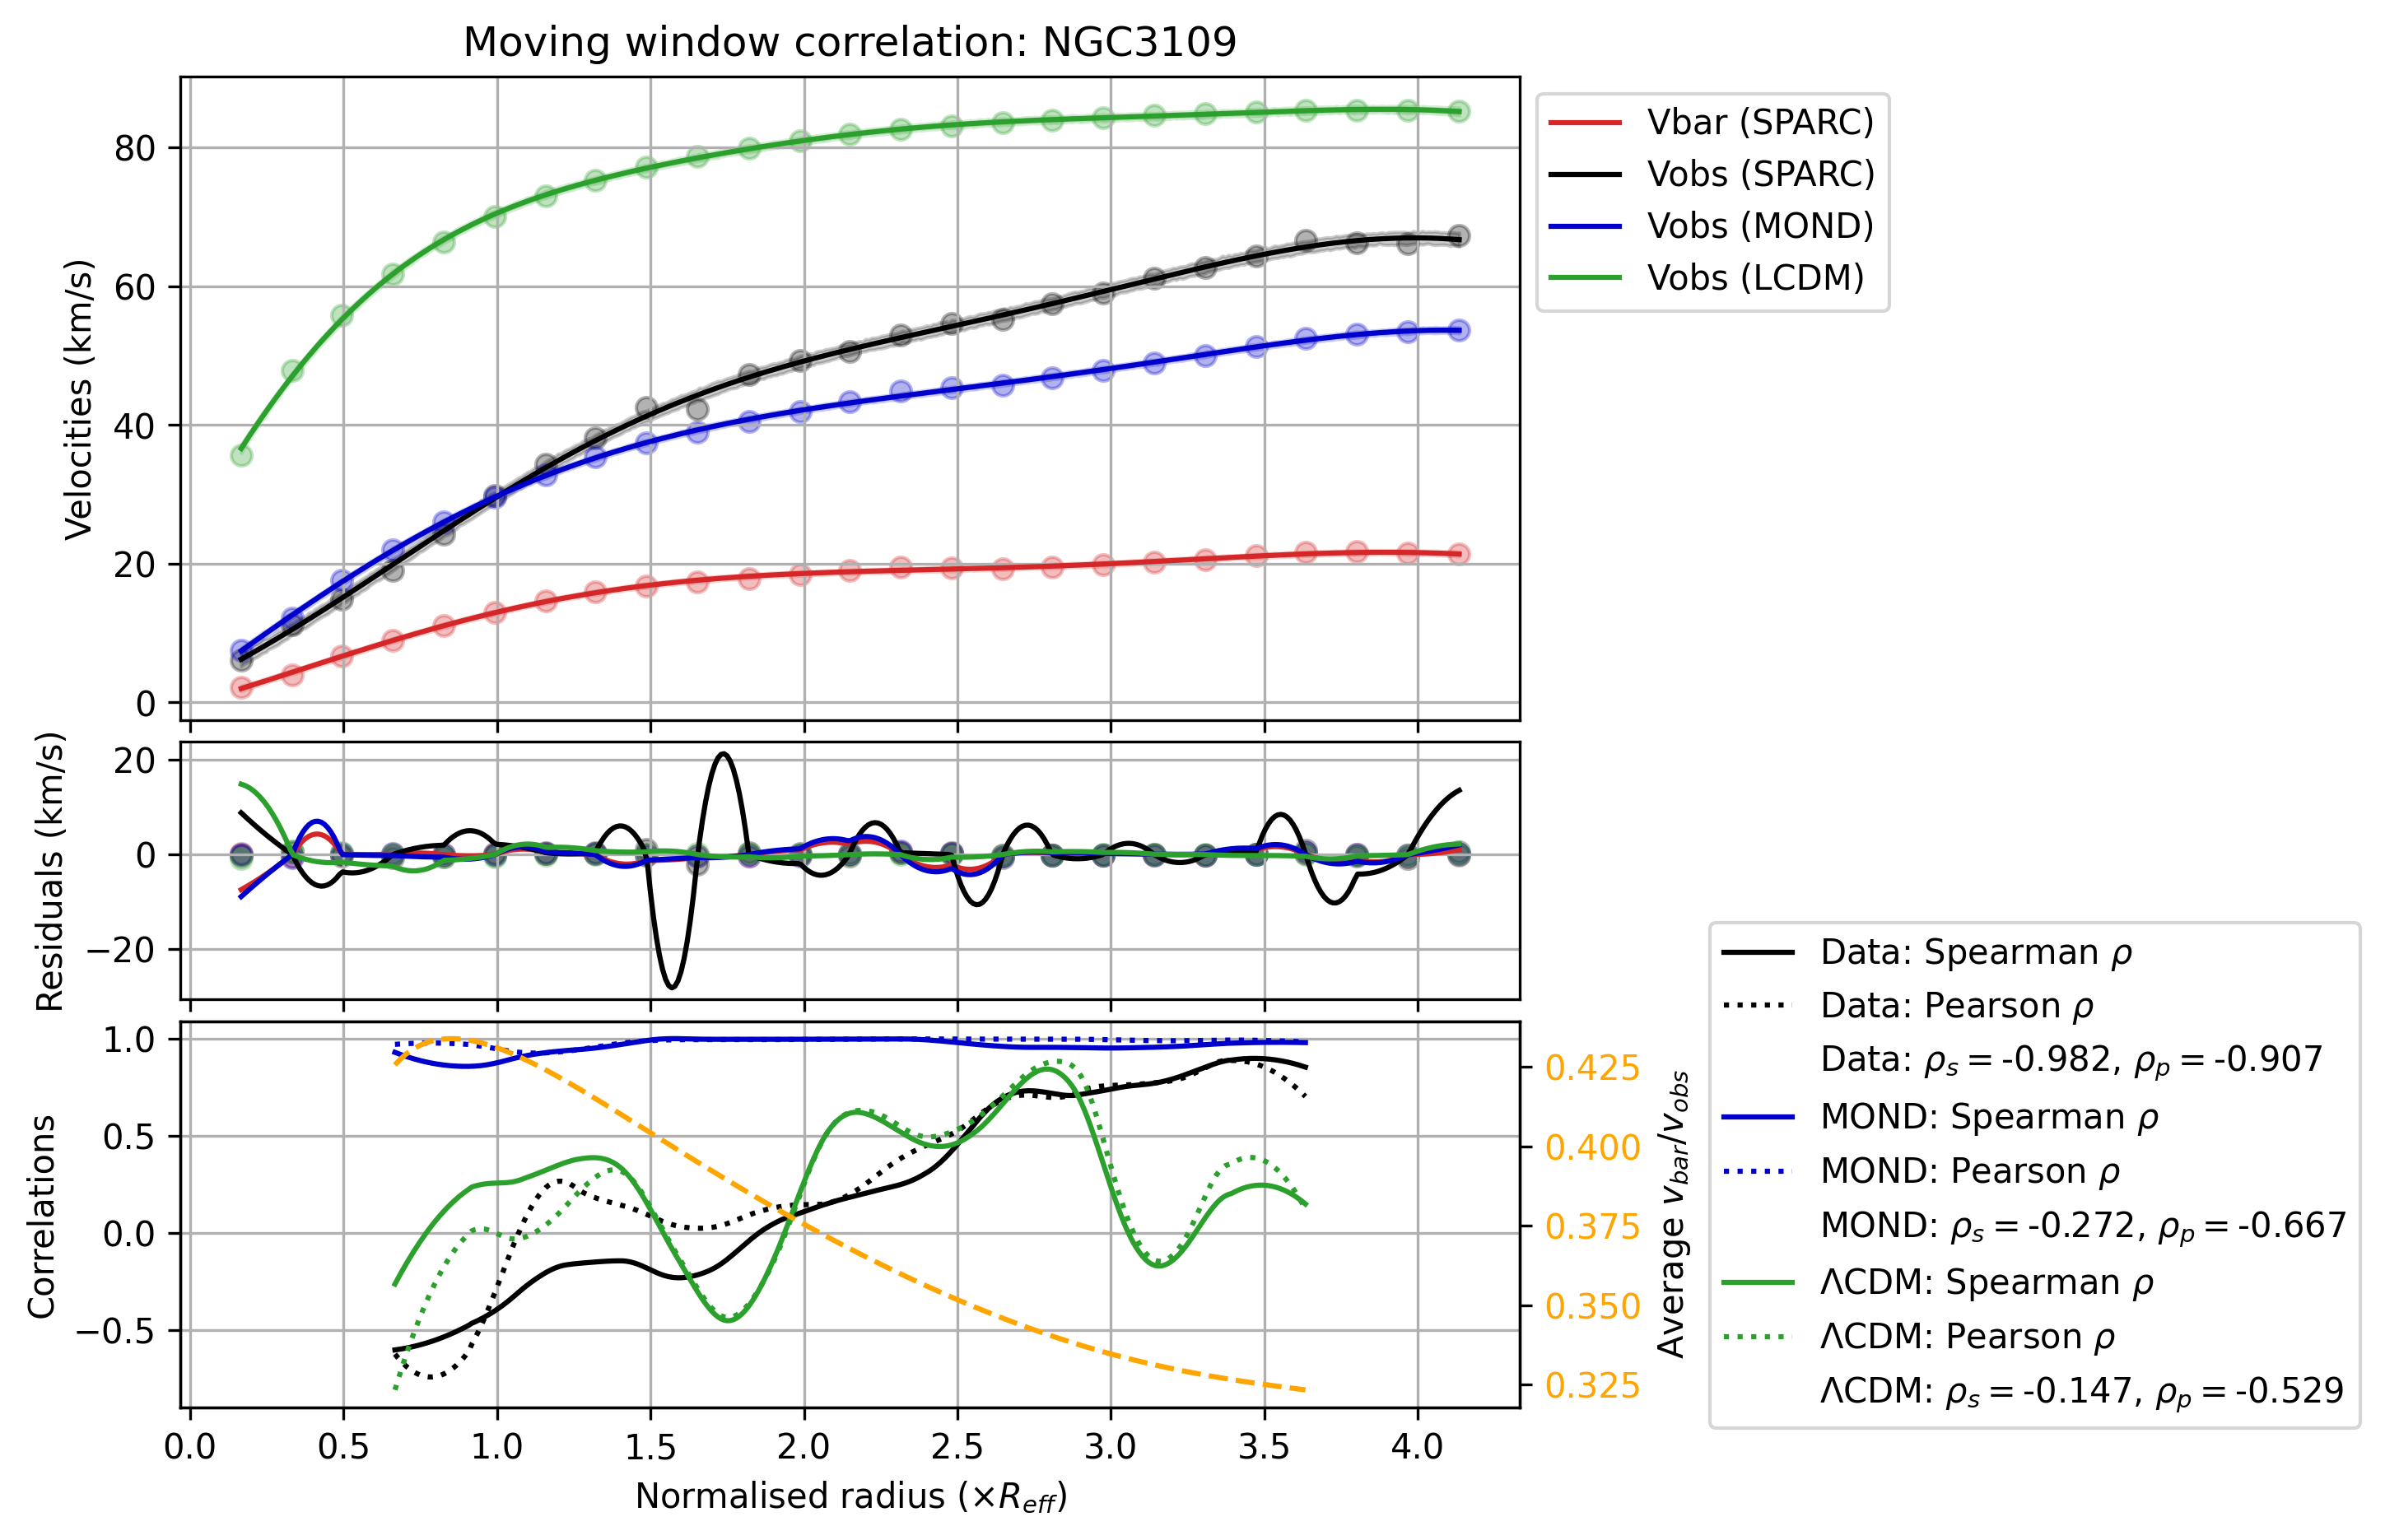 Moving window correlation: NGC3109
Velocities (km/s)
80
60
40
20
0
Vbar (SPARC)
Vobs (SPARC)
Vobs (MOND)
Vobs (LCDM)
Residuals (km/s)
20
0
−20
Correlations
1.0
0.5
0.0
−0.5
0.425
0.400
0.375
0.350
0.325
Average v_bar/v_obs
0.0 0.5 1.0 1.5 2.0 2.5 3.0 3.5 4.0
Normalised radius (×R_eff)
Data: Spearman ρ
Data: Pearson ρ
Data: ρ_s = -0.982, ρ_p = -0.907
MOND: Spearman ρ
MOND: Pearson ρ
MOND: ρ_s = -0.272, ρ_p = -0.667
ΛCDM: Spearman ρ
ΛCDM: Pearson ρ
ΛCDM: ρ_s = -0.147, ρ_p = -0.529